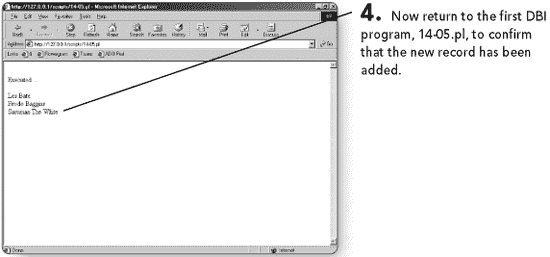 http://127.0.0.1/scripts/14-05.pl - Microsoft Internet Explorer
File Edit View Favorites Tools Help
Back Stop Refresh Home Search Favorites History Mail Print Edit Discuss
Address http://127.0.0.1/scripts/14-05.pl Go
Links
Executed ...
Les Bate
Frodo Baggins
Saruman The White
Done
Internet
4. Now return to the first DBI
program, 14-05.pl, to confirm
that the new record has been
added.